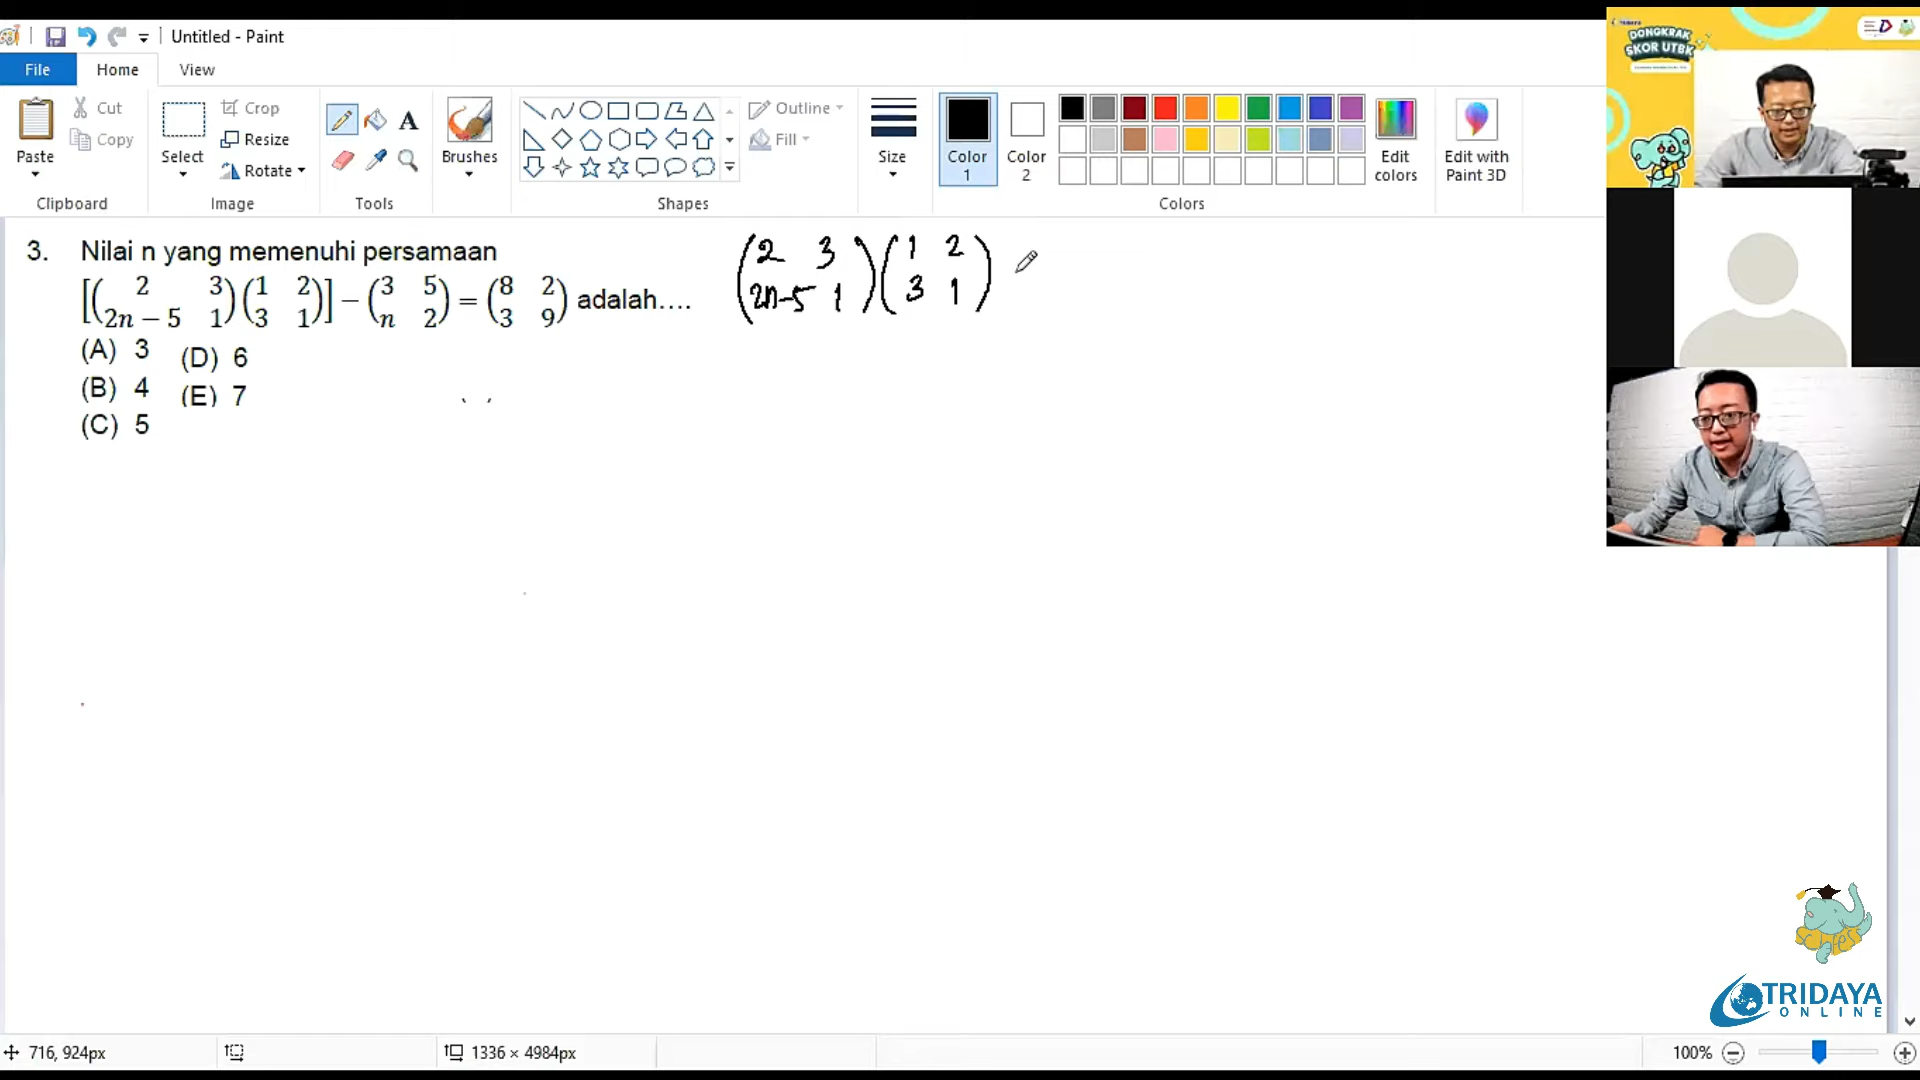 Untitled - Paint
File Home View
Paste
Cut
Copy
Clipboard
Select
Crop
Resize
Rotate
Image
Tools
Brushes
Shapes
Outline
Fill
Size
Color 1
Color 2
Colors
Edit colors
Edit with Paint 3D
DONGKRAK
SKOR UTBK
3. Nilai n yang memenuhi persamaan
[( 2 3 )( 1 2 )] − ( 3 5 ) = ( 8 2 ) adalah....
2n − 5 1 3 1 n 2 3 9
(A) 3 (D) 6
(B) 4 (E) 7
(C) 5
( 2 3 )( 1 2 )
2n-5 1 3 1
TRIDAYA
ONLINE
716, 924px
1336 × 4984px
100%